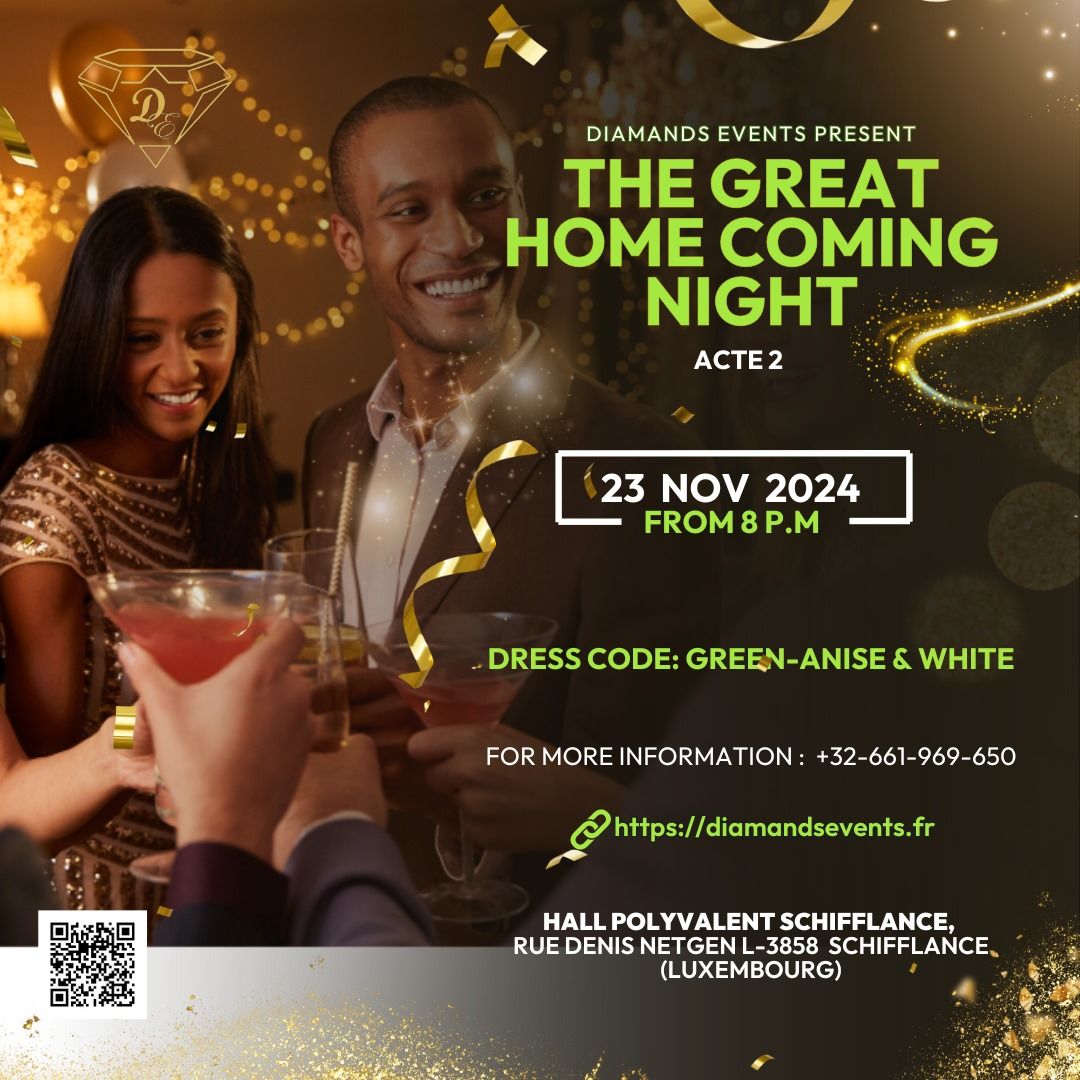 DE
DIAMANDS EVENTS PRESENT
THE GREAT
HOME COMING
NIGHT
ACTE 2
23 NOV 2024
FROM 8 P.M
DRESS CODE: GREEN-ANISE & WHITE
FOR MORE INFORMATION : +32-661-969-650
https://diamandsevents.fr
HALL POLYVALENT SCHIFFLANCE,
RUE DENIS NETGEN L-3858 SCHIFFLANCE
(LUXEMBOURG)